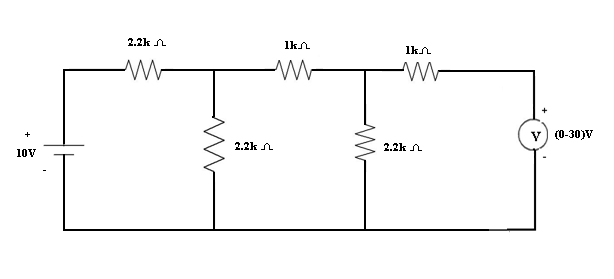 2.2k Ω
1k Ω
1k Ω
+
V
(0-30)V
-
+
10V
-
2.2k Ω
2.2k Ω